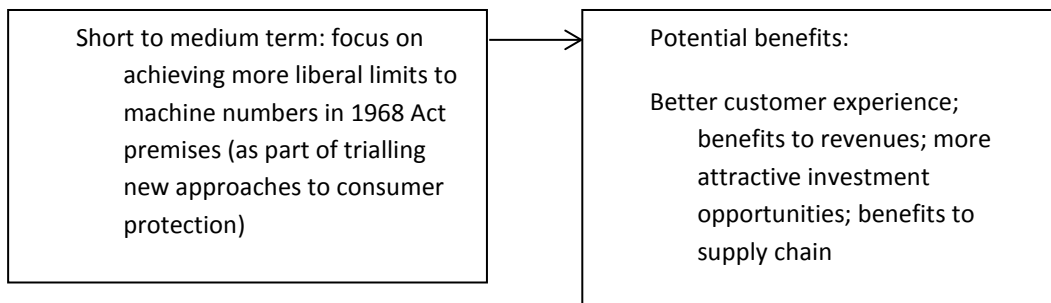 Short to medium term: focus on
achieving more liberal limits to
machine numbers in 1968 Act
premises (as part of trialling
new approaches to consumer
protection)
Potential benefits:
Better customer experience;
benefits to revenues; more
attractive investment
opportunities; benefits to
supply chain